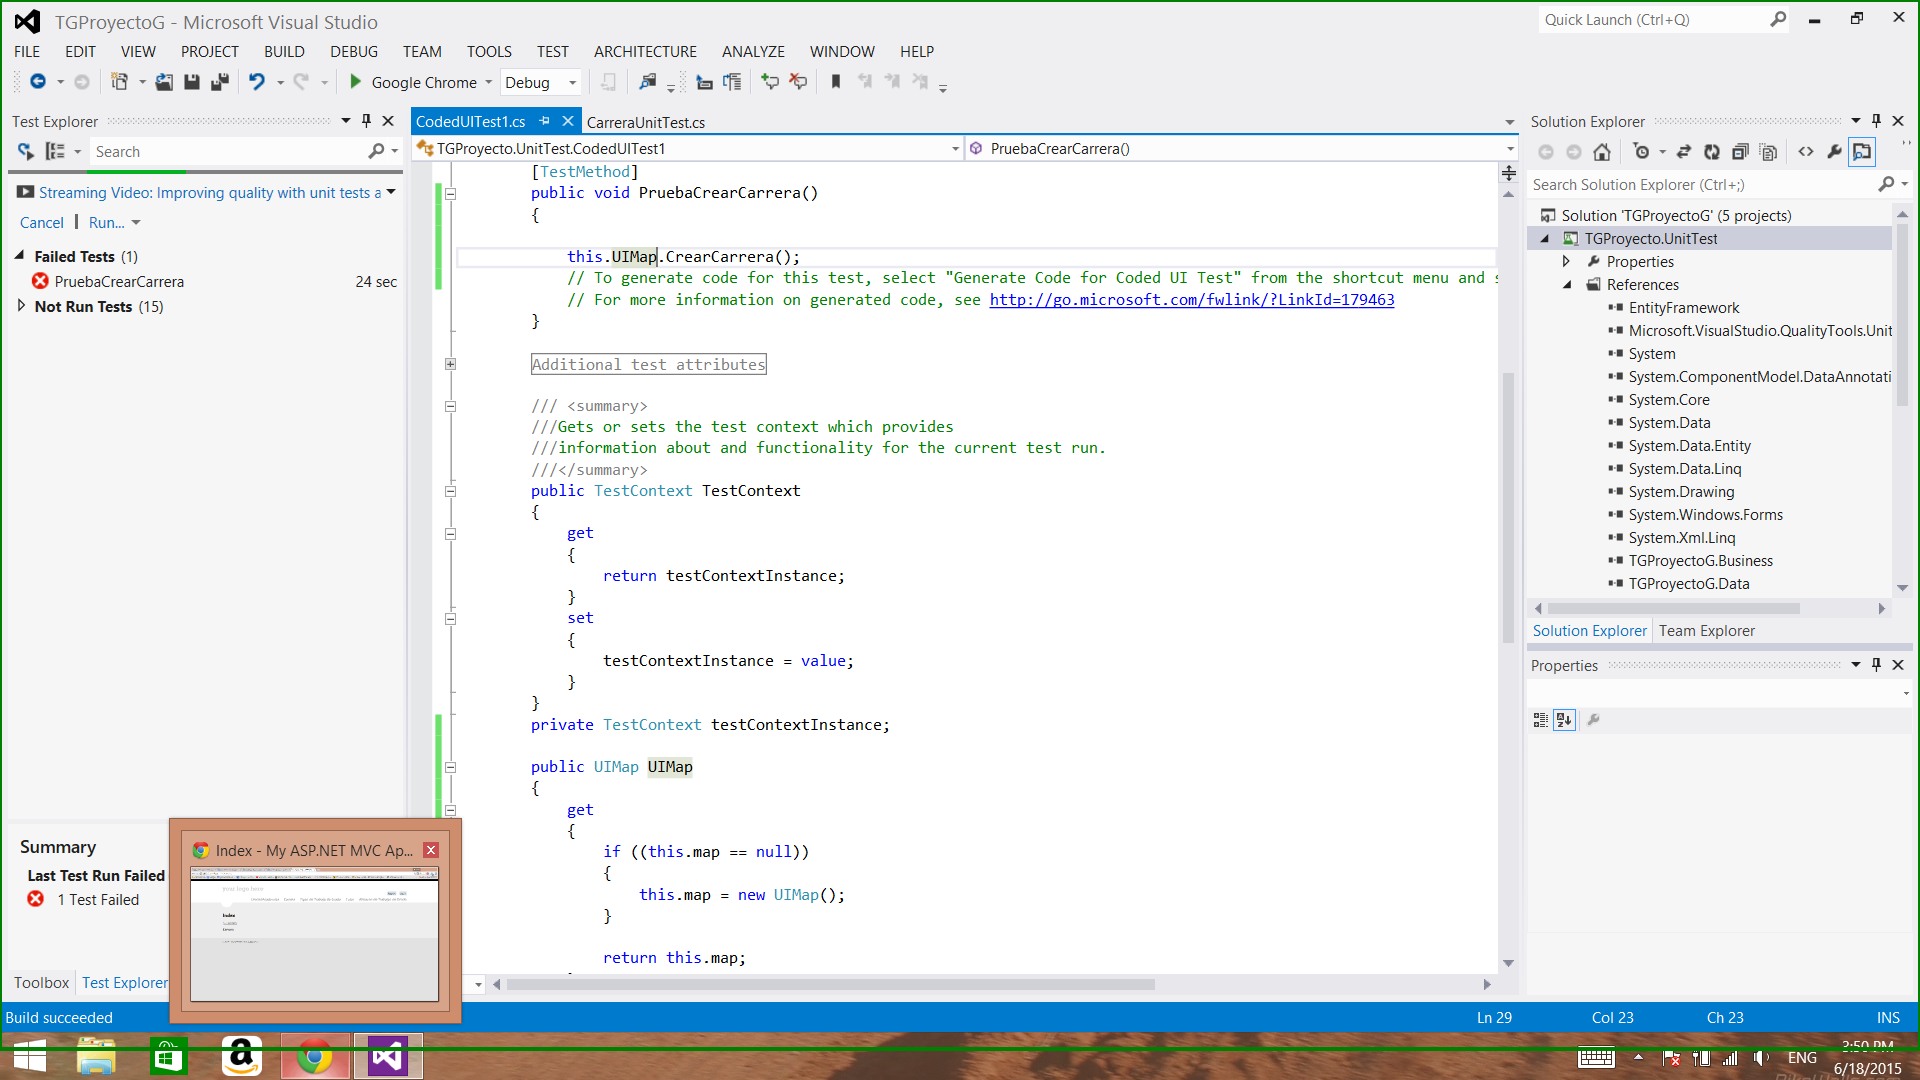 TGProyectoG - Microsoft Visual Studio
Quick Launch (Ctrl+Q)
FILE EDIT VIEW PROJECT BUILD DEBUG TEAM TOOLS TEST ARCHITECTURE ANALYZE WINDOW HELP
Google Chrome Debug
Test Explorer
Search
Streaming Video: Improving quality with unit tests a
Cancel | Run...
Failed Tests (1)
PruebaCrearCarrera 24 sec
Not Run Tests (15)
Summary
Last Test Run Failed
1 Test Failed
Toolbox Test Explorer
CodedUITest1.cs CarreraUnitTest.cs
TGProyecto.UnitTest.CodedUITest1 PruebaCrearCarrera()
[TestMethod]
public void PruebaCrearCarrera()
{
this.UIMap.CrearCarrera();
// To generate code for this test, select "Generate Code for Coded UI Test" from the shortcut menu and s
// For more information on generated code, see http://go.microsoft.com/fwlink/?LinkId=179463
}
Additional test attributes
/// <summary>
///Gets or sets the test context which provides
///information about and functionality for the current test run.
///</summary>
public TestContext TestContext
{
get
{
return testContextInstance;
}
set
{
testContextInstance = value;
}
}
private TestContext testContextInstance;
public UIMap UIMap
{
get
{
if ((this.map == null))
{
this.map = new UIMap();
}
return this.map;
Solution Explorer
Search Solution Explorer (Ctrl+;)
Solution 'TGProyectoG' (5 projects)
TGProyecto.UnitTest
Properties
References
EntityFramework
Microsoft.VisualStudio.QualityTools.Unit
System
System.ComponentModel.DataAnnotati
System.Core
System.Data
System.Data.Entity
System.Data.Linq
System.Drawing
System.Windows.Forms
System.Xml.Linq
TGProyectoG.Business
TGProyectoG.Data
Solution Explorer Team Explorer
Properties
Index - My ASP.NET MVC Ap...
Index
Build succeeded
Ln 29 Col 23 Ch 23 INS
ENG
3:50 PM
6/18/2015